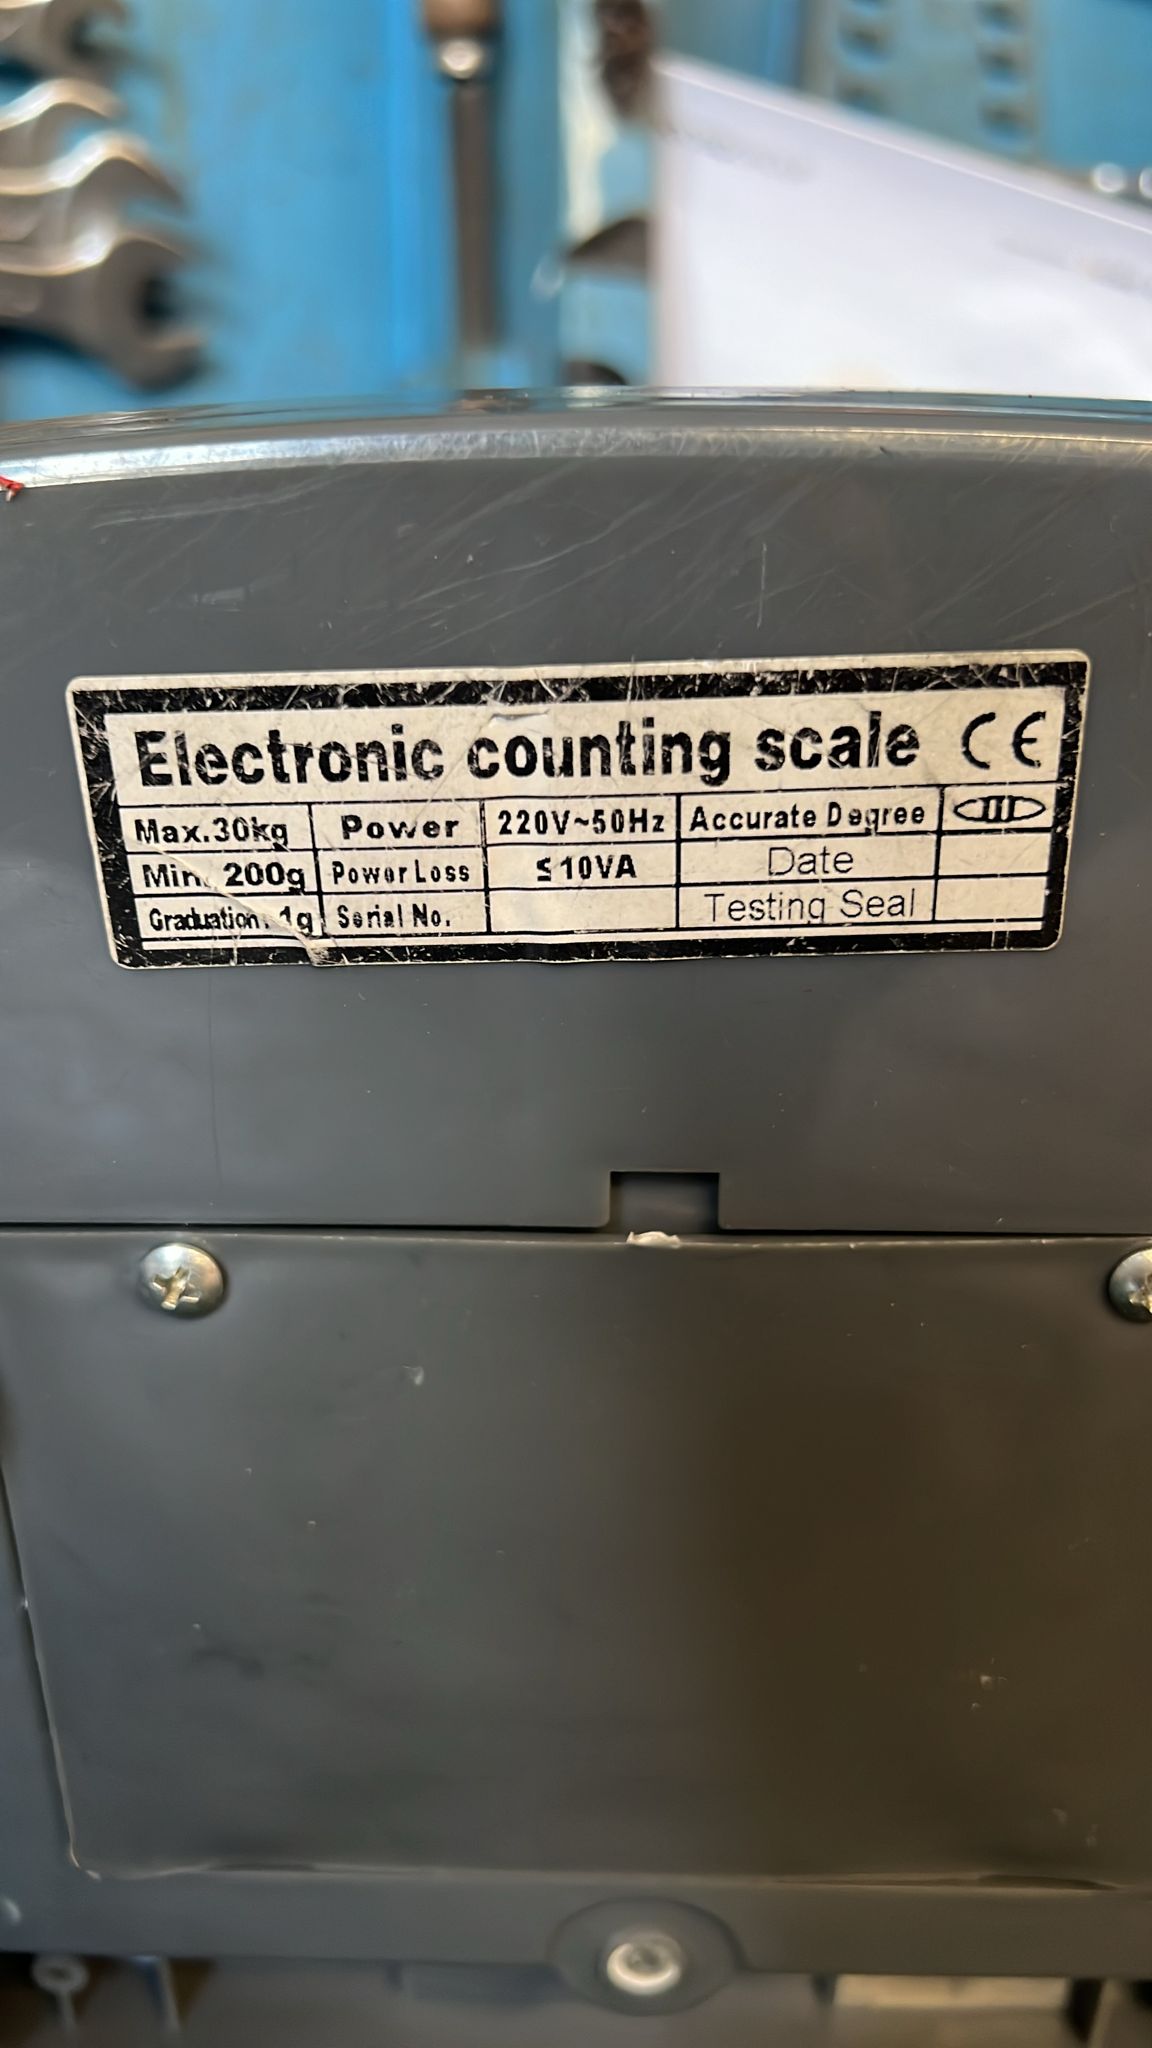 Electronic counting scale CE
Max.30kg Power 220V~50Hz Accurate Degree III
Min. 200g Power Loss ≤10VA Date
Graduation. 1g Serial No. Testing Seal